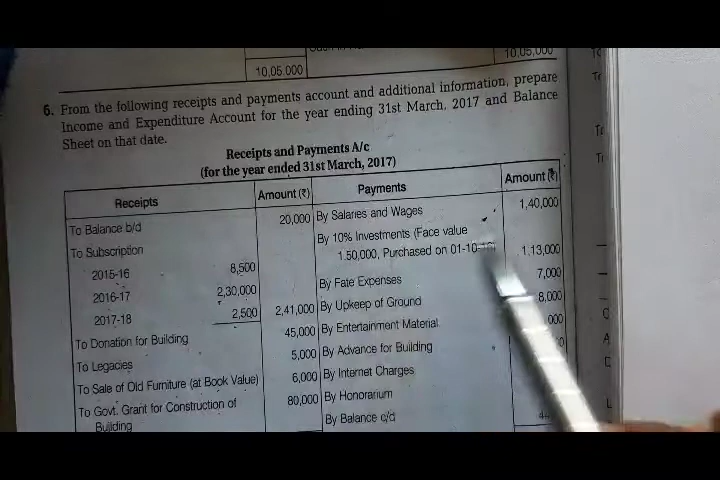 10,05,000 10,05,000
6. From the following receipts and payments account and additional information, prepare
Income and Expenditure Account for the year ending 31st March, 2017 and Balance
Sheet on that date.
Receipts and Payments A/c
(for the year ended 31st March, 2017)
Receipts Amount (₹) Payments Amount (₹)
To Balance b/d 20,000 By Salaries and Wages 1,40,000
To Subscription By 10% Investments (Face value
1,50,000, Purchased on 01-10- 1,13,000
2015-16 8,500
2016-17 2,30,000 By Fate Expenses 7,000
2017-18 2,500 2,41,000 By Upkeep of Ground 8,000
To Donation for Building 45,000 By Entertainment Material 000
To Legacies 5,000 By Advance for Building
To Sale of Old Furniture (at Book Value) 6,000 By Internet Charges
To Govt. Grant for Construction of 80,000 By Honorarium
Building By Balance c/d